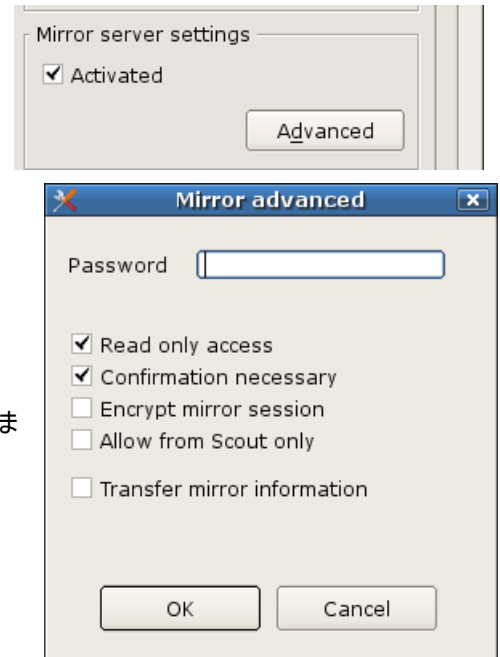 Mirror server settings
Activated
Advanced
Mirror advanced
Password
Read only access
Confirmation necessary
Encrypt mirror session
ま
Allow from Scout only
Transfer mirror information
OK
Cancel